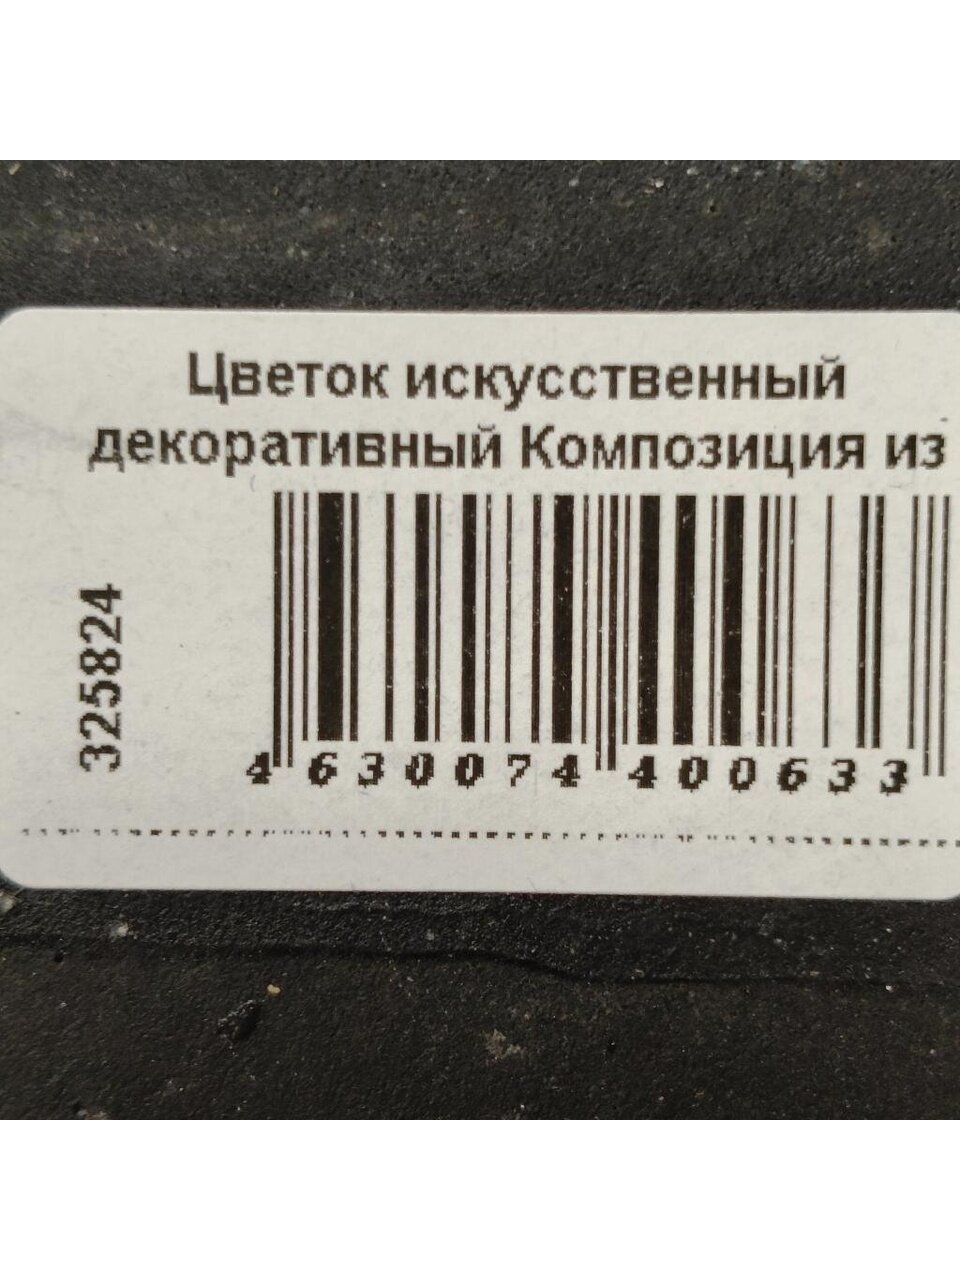 Цветок искусственный
декоративный Композиция из
325824
4 630074 400633